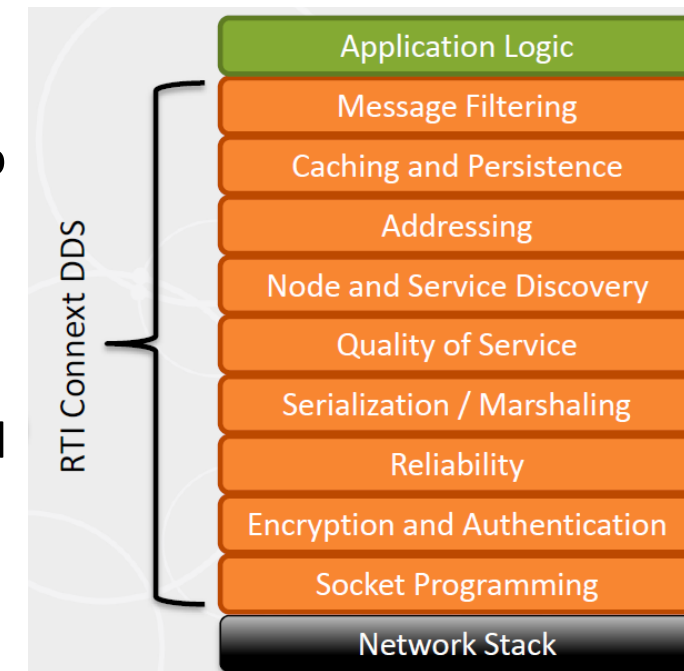 Application Logic
Message Filtering
Caching and Persistence
Addressing
Node and Service Discovery
Quality of Service
Serialization / Marshaling
Reliability
Encryption and Authentication
Socket Programming
Network Stack
RTI Connext DDS